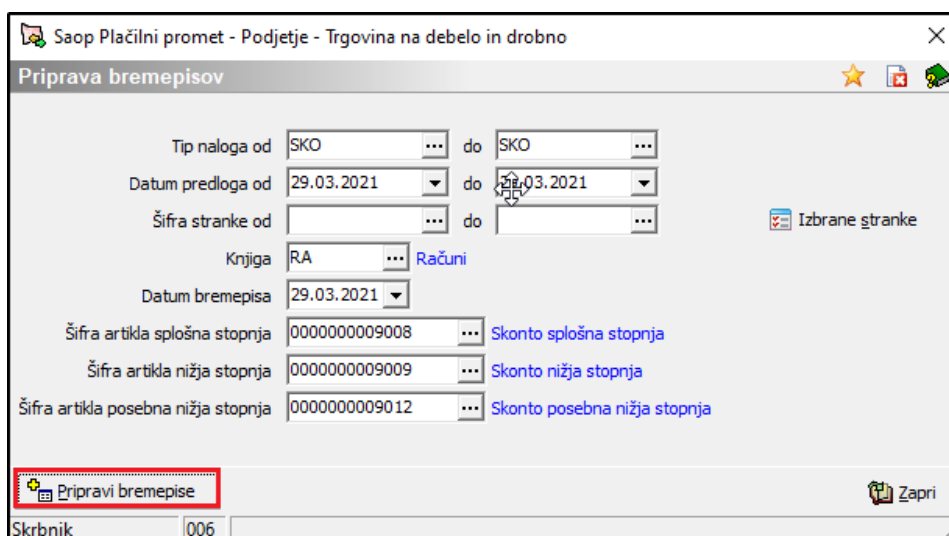 Saop Plačilni promet - Podjetje - Trgovina na debelo in drobno
Priprava bremepisov
Tip naloga od SKO do SKO
Datum predloga od 29.03.2021 do .03.2021
Šifra stranke od do Izbrane stranke
Knjiga RA Računi
Datum bremepisa 29.03.2021
Šifra artikla splošna stopnja 0000000009008 Skonto splošna stopnja
Šifra artikla nižja stopnja 0000000009009 Skonto nižja stopnja
Šifra artikla posebna nižja stopnja 0000000009012 Skonto posebna nižja stopnja
Pripravi bremepise Zapri
Skrbnik 006